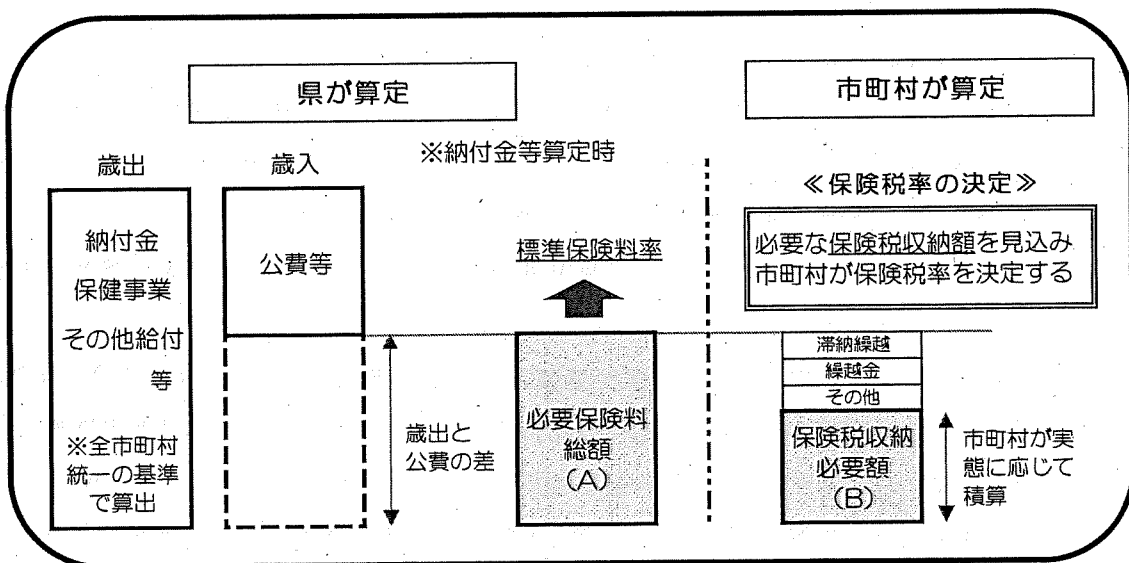 県が算定
市町村が算定
歳出
歳入
※納付金等算定時
納付金
保健事業
その他給付
等
※全市町村
統一の基準
で算出
公費等
歳出と
公費の差
標準保険料率
必要保険料
総額
(A)
≪保険税率の決定≫
必要な保険税収納額を見込み
市町村が保険税率を決定する
滞納繰越
繰越金
その他
保険税収納
必要額
(B)
市町村が実
態に応じて
積算